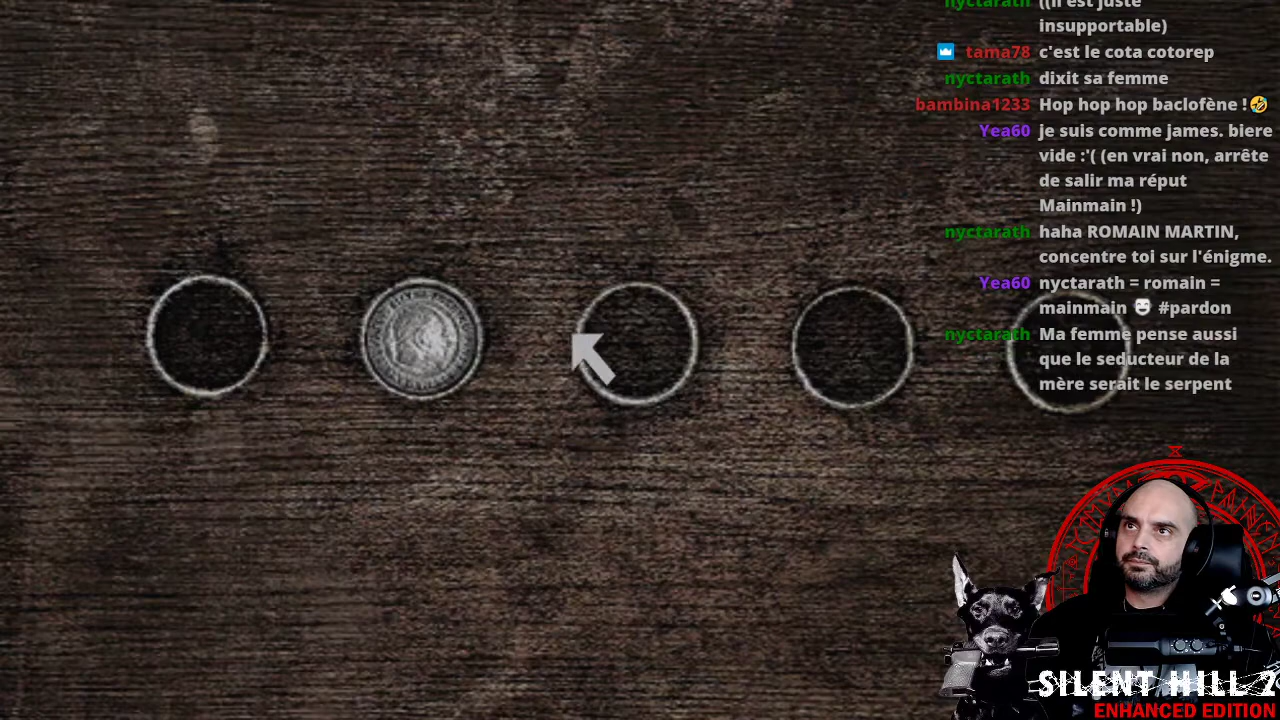 nyctarath ((il est juste
insupportable)
tama78 c'est le cota cotorep
nyctarath dixit sa femme
bambina1233 Hop hop hop baclofène ! 🤣
Yea60 je suis comme james. biere
vide :'( (en vrai non, arrête
de salir ma réput
Mainmain !)
nyctarath haha ROMAIN MARTIN,
concentre toi sur l'énigme.
Yea60 nyctarath = romain =
mainmain #pardon
nyctarath Ma femme pense aussi
que le seducteur de la
mère serait le serpent
SILENT HILL 2
ENHANCED EDITION